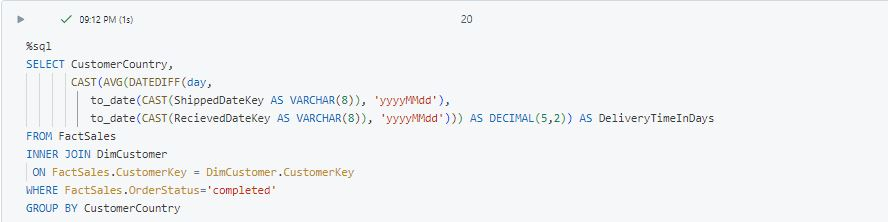 09:12 PM (1s) 20
%sql
SELECT CustomerCountry,
CAST(AVG(DATEDIFF(day,
to_date(CAST(ShippedDateKey AS VARCHAR(8)), 'yyyyMMdd'),
to_date(CAST(RecievedDateKey AS VARCHAR(8)), 'yyyyMMdd'))) AS DECIMAL(5,2)) AS DeliveryTimeInDays
FROM FactSales
INNER JOIN DimCustomer
ON FactSales.CustomerKey = DimCustomer.CustomerKey
WHERE FactSales.OrderStatus='completed'
GROUP BY CustomerCountry